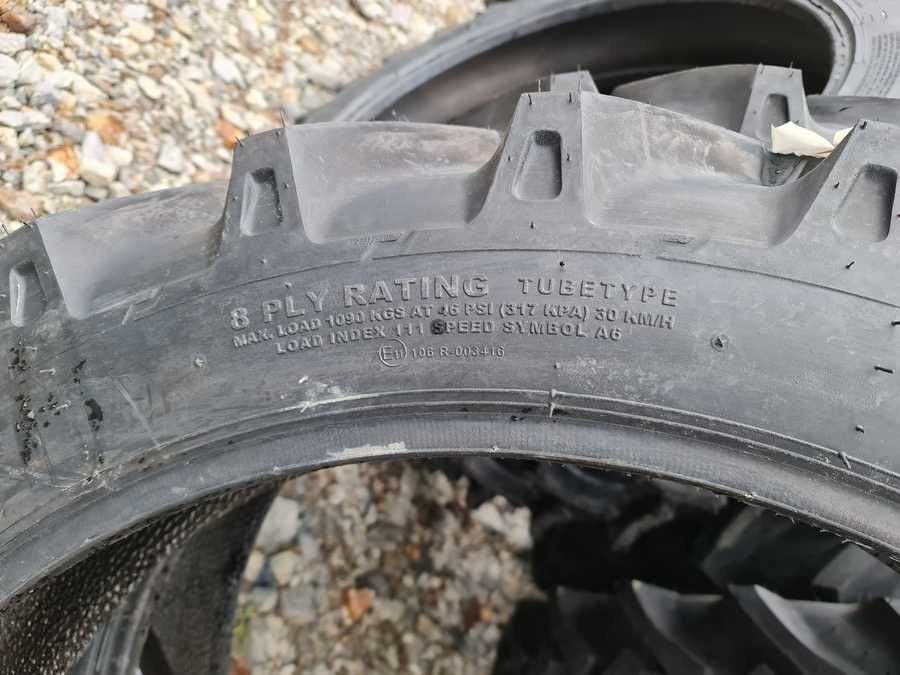 8 PLY RATING TUBETYPE
MAX. LOAD 1090 KGS AT 46 PSI (317 KPA) 30 KM/H
LOAD INDEX 111 SPEED SYMBOL A6
E11 106 R-003416